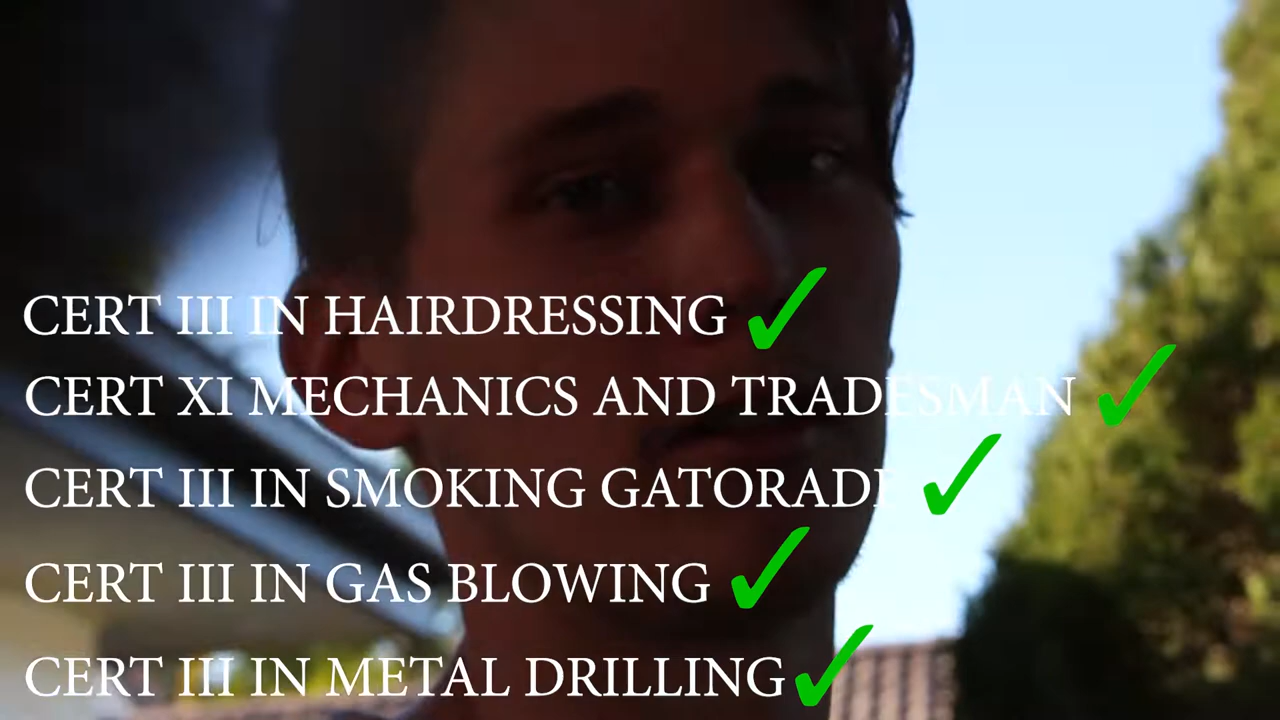 CERT III IN HAIRDRESSING
CERT XI MECHANICS AND TRADESMAN
CERT III IN SMOKING GATORADE
CERT III IN GAS BLOWING
CERT III IN METAL DRILLING